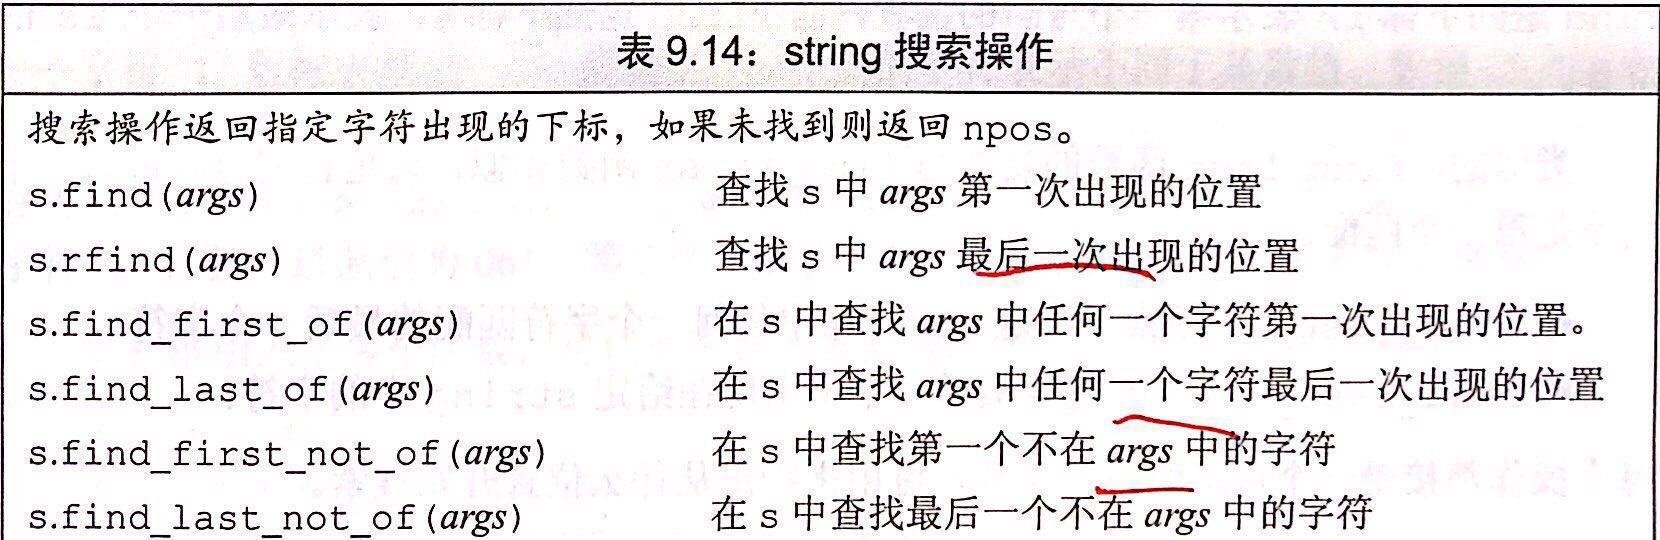 表 9.14：string 搜索操作
搜索操作返回指定字符出现的下标，如果未找到则返回 npos。
s.find(args) 查找 s 中 args 第一次出现的位置
s.rfind(args) 查找 s 中 args 最后一次出现的位置
s.find_first_of(args) 在 s 中查找 args 中任何一个字符第一次出现的位置。
s.find_last_of(args) 在 s 中查找 args 中任何一个字符最后一次出现的位置
s.find_first_not_of(args) 在 s 中查找第一个不在 args 中的字符
s.find_last_not_of(args) 在 s 中查找最后一个不在 args 中的字符